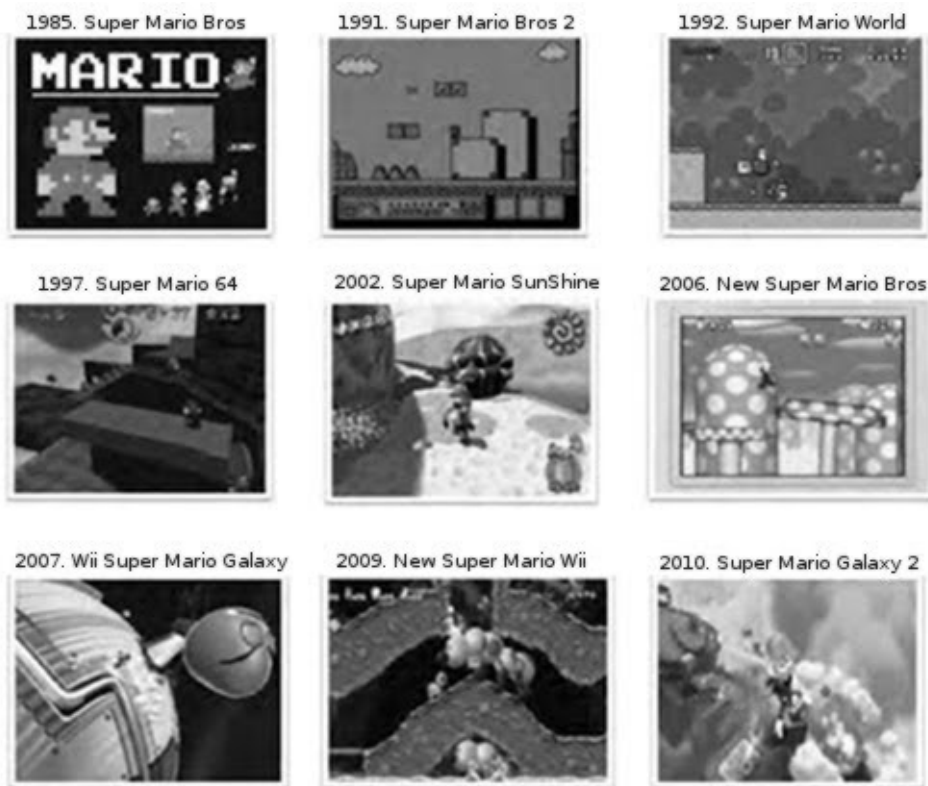 1985. Super Mario Bros
1991. Super Mario Bros 2
1992. Super Mario World
MARIO
1997. Super Mario 64
2002. Super Mario SunShine
2006. New Super Mario Bros
2007. Wii Super Mario Galaxy
2009. New Super Mario Wii
2010. Super Mario Galaxy 2